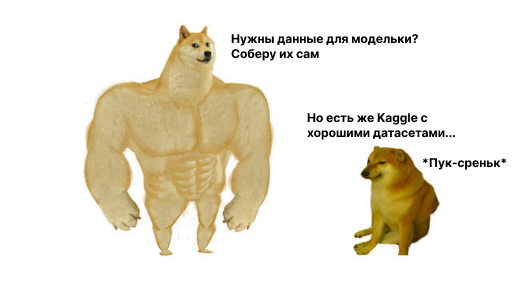 Нужны данные для модельки?
Соберу их сам
Но есть же Kaggle с
хорошими датасетами...
*Пук-среньк*